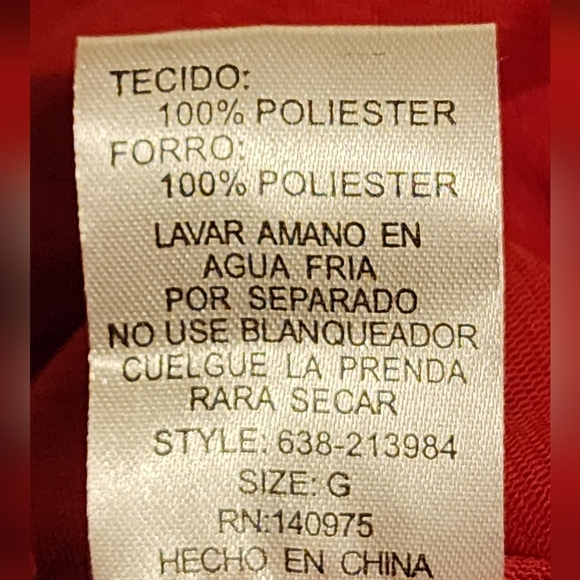 TECIDO:
100% POLIESTER
FORRO:
100% POLIESTER
LAVAR AMANO EN
AGUA FRIA
POR SEPARADO
NO USE BLANQUEADOR
CUELGUE LA PRENDA
RARA SECAR
STYLE: 638-213984
SIZE: G
RN:140975
HECHO EN CHINA